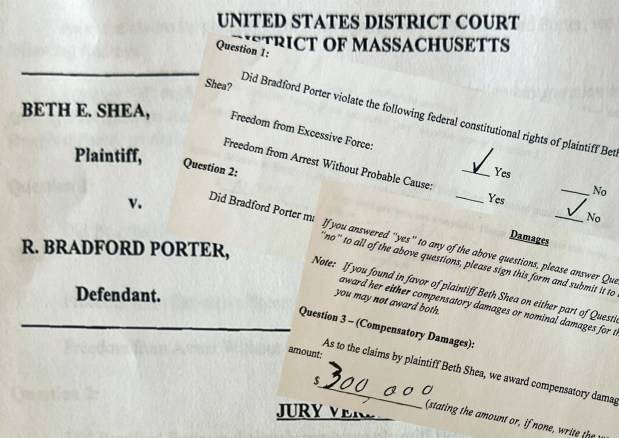 UNITED STATES DISTRICT COURT
DISTRICT OF MASSACHUSETTS
BETH E. SHEA,
Plaintiff,
v.
R. BRADFORD PORTER,
Defendant.
Question 1:
Did Bradford Porter violate the following federal constitutional rights of plaintiff Beth
Shea?
Freedom from Excessive Force:
✓ Yes
No
Freedom from Arrest Without Probable Cause:
Yes
✓ No
Question 2:
Did Bradford Porter
Damages
If you answered "yes" to any of the above questions, please answer
"no" to all of the above questions, please sign this form and submit it to
Note: If you found in favor of plaintiff Beth Shea on either part of
award her either compensatory damages or nominal damages for
you may not award both.
Question 3 – (Compensatory Damages):
As to the claims by plaintiff Beth Shea, we award compensatory
amount:
$ 300,000
(stating the amount or, if none, write the
JURY